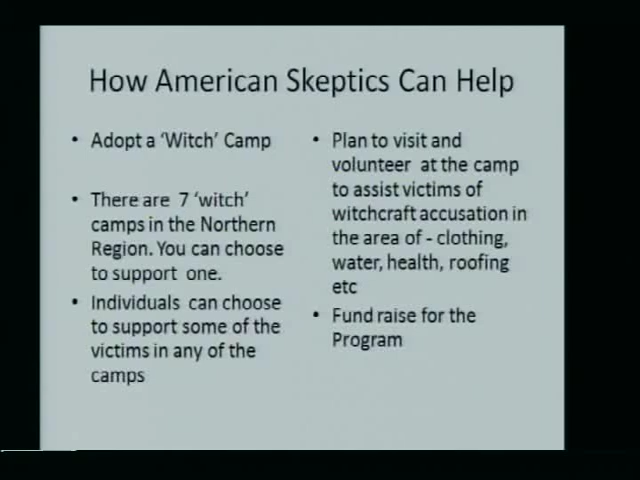 How American Skeptics Can Help
• Adopt a ‘Witch’ Camp
• There are 7 ‘witch’
camps in the Northern
Region. You can choose
to support one.
• Individuals can choose
to support some of the
victims in any of the
camps
• Plan to visit and
volunteer at the camp
to assist victims of
witchcraft accusation in
the area of - clothing,
water, health, roofing
etc
• Fund raise for the
Program